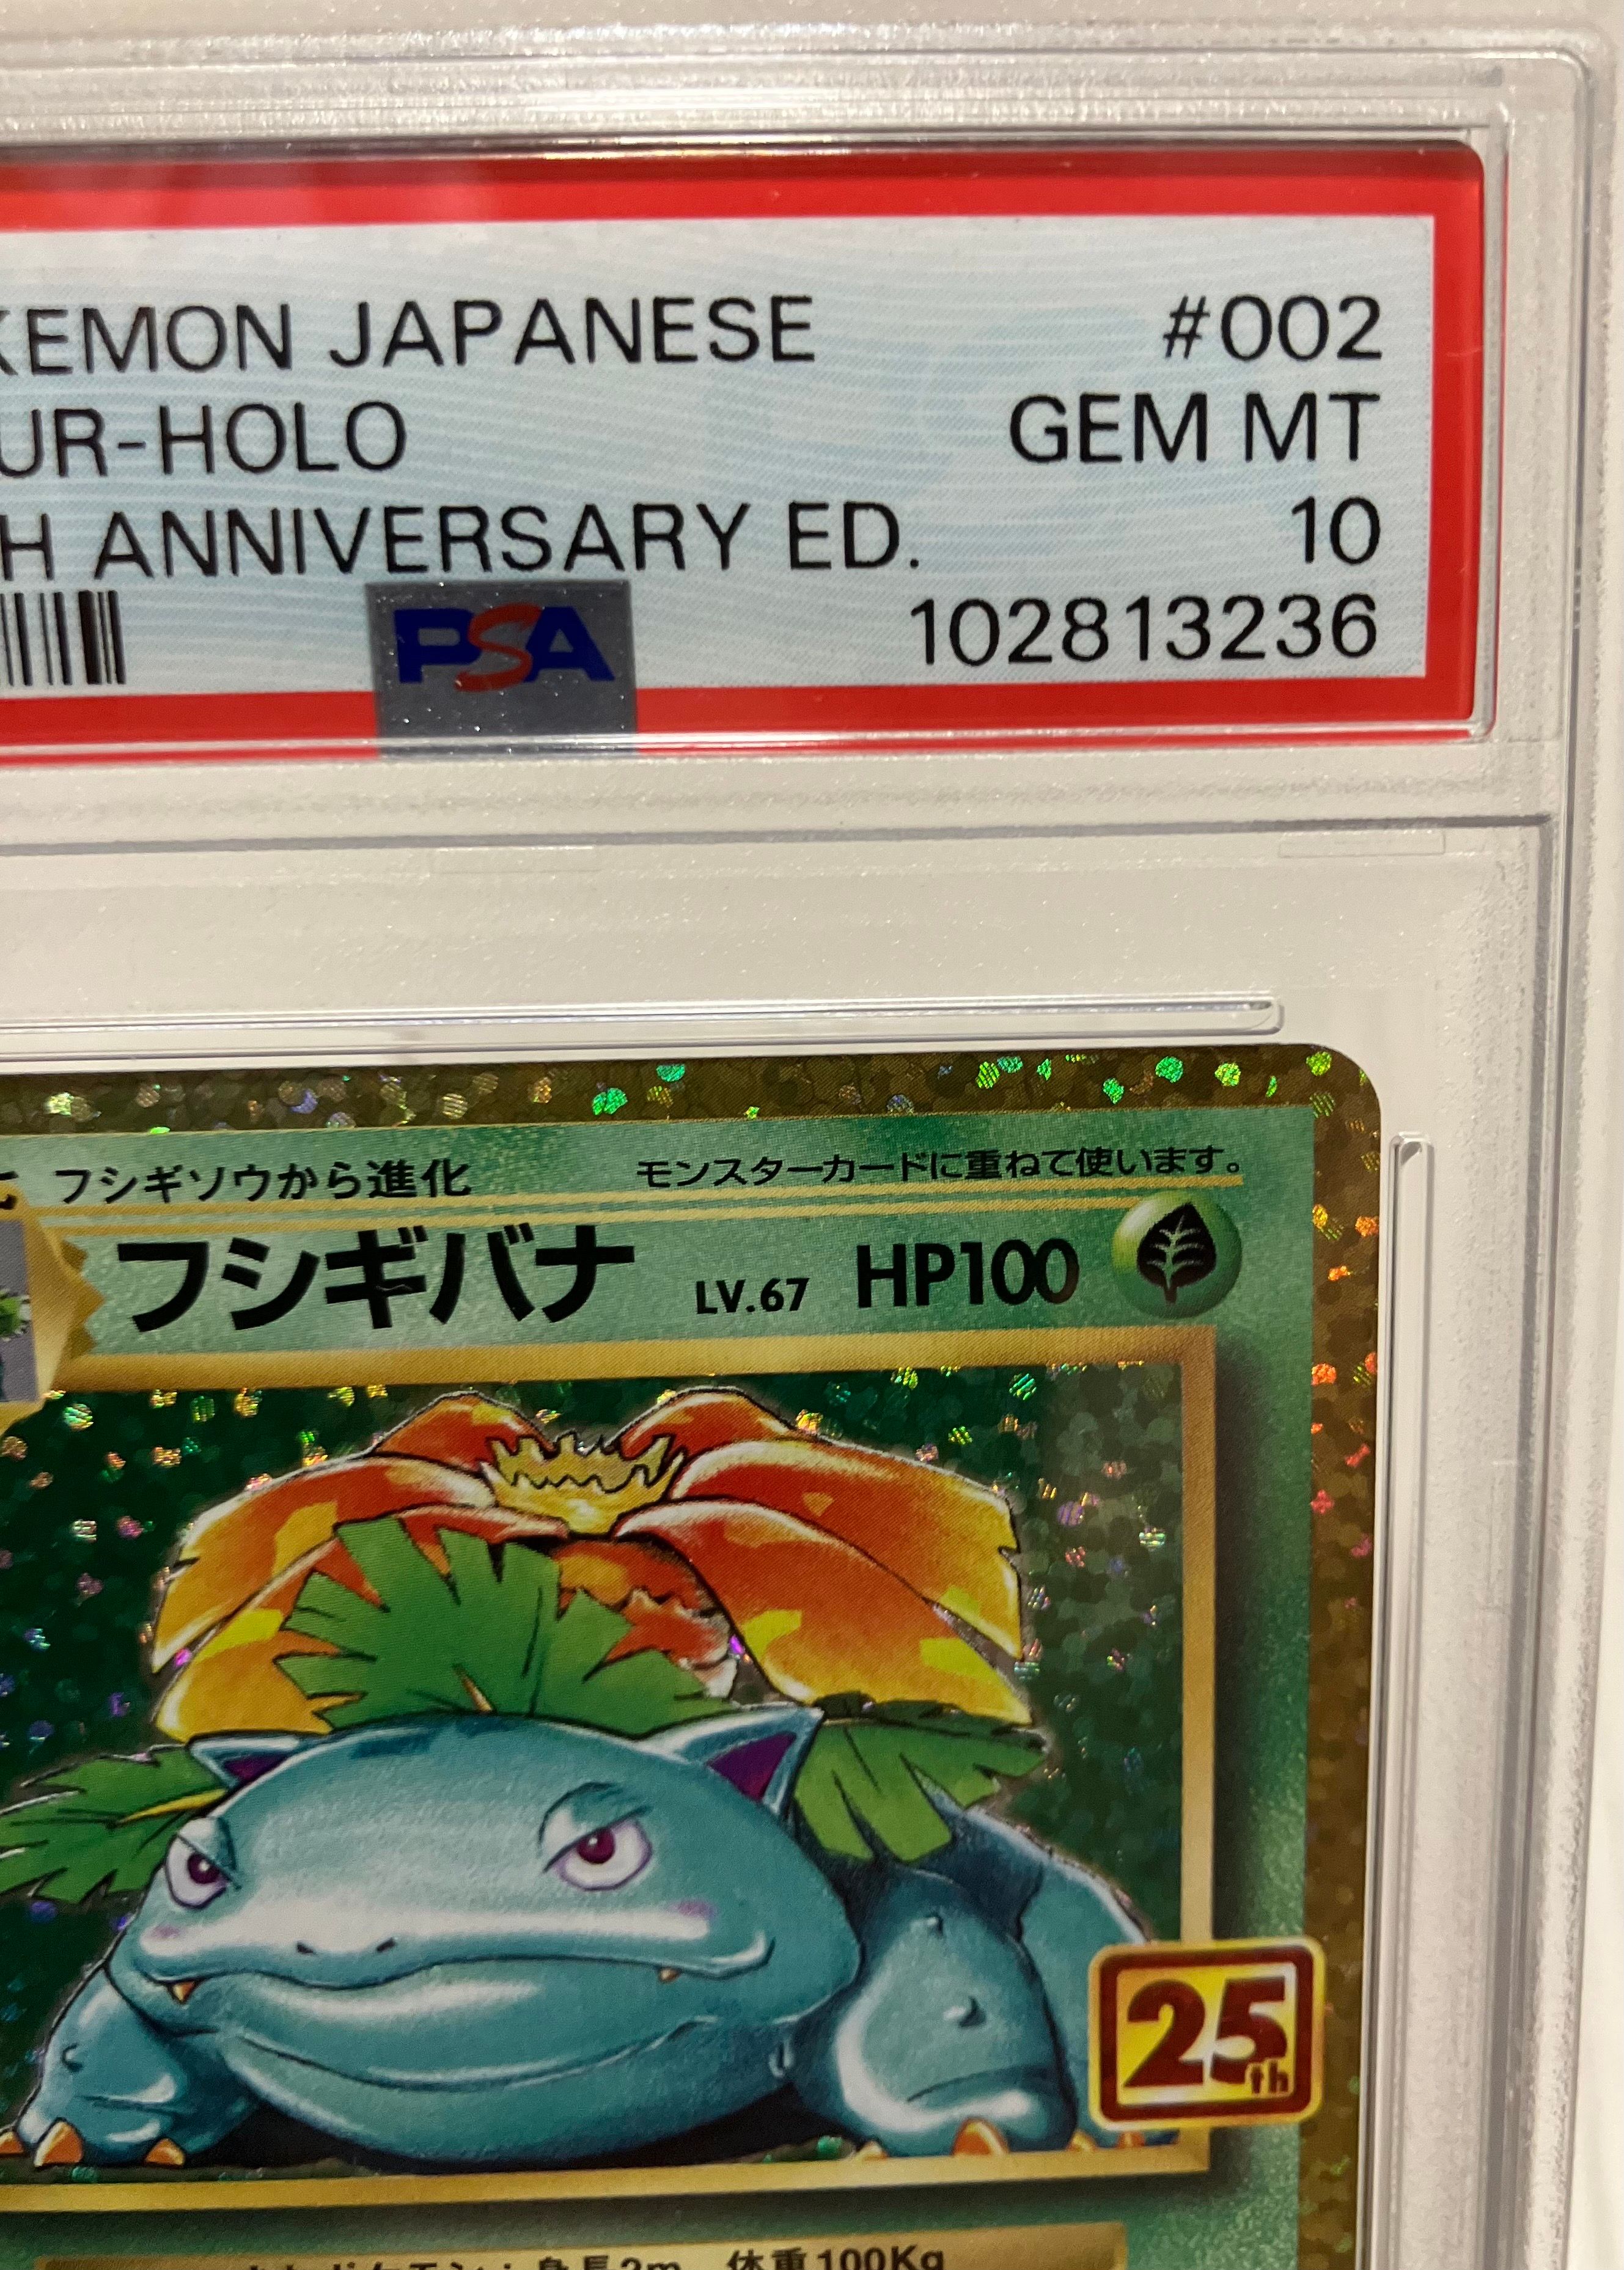 KEMON JAPANESE #002
UR-HOLO GEM MT
H ANNIVERSARY ED. 10
PSA 102813236
フシギソウから進化 モンスターカードに重ねて使います。
フシギバナ LV.67 HP100
25th
身長2m 体重100Kg